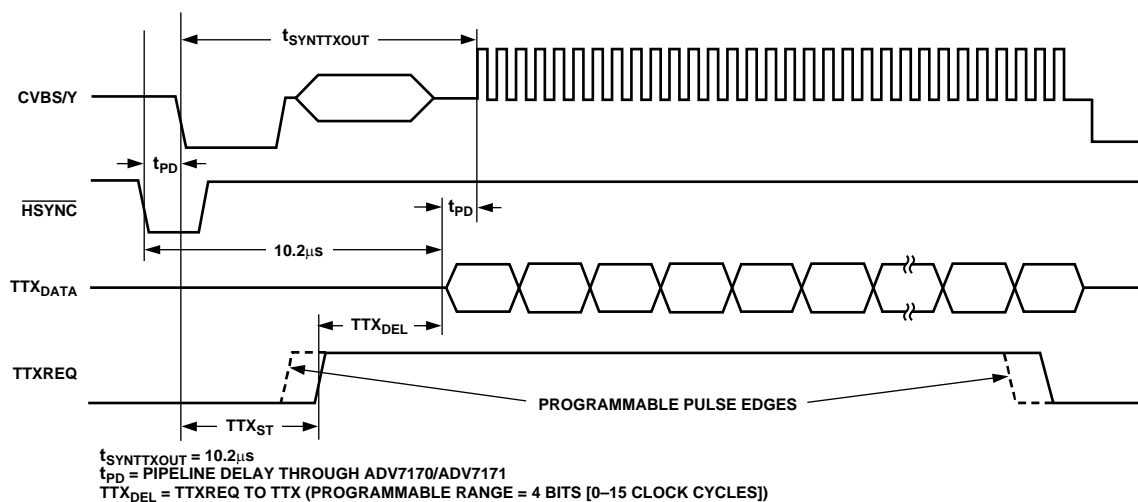 tSYNTTXOUT
CVBS/Y
tPD
HSYNC
tPD
10.2μs
TTXDATA
TTXDEL
TTXREQ
PROGRAMMABLE PULSE EDGES
TTXST
tSYNTTXOUT = 10.2μs
tPD = PIPELINE DELAY THROUGH ADV7170/ADV7171
TTXDEL = TTXREQ TO TTX (PROGRAMMABLE RANGE = 4 BITS [0–15 CLOCK CYCLES])